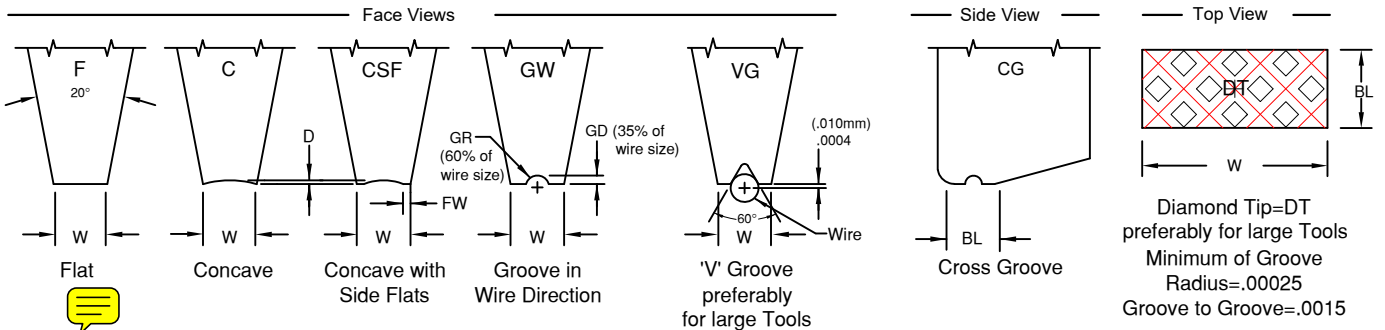 Face Views
Side View
Top View
F
20°
C
D
CSF
FW
GW
GR
(60% of
wire size)
GD (35% of
wire size)
VG
(.010mm)
.0004
60°
Wire
CG
DT
BL
W
W
W
W
W
BL
W
Flat
Concave
Concave with
Side Flats
Groove in
Wire Direction
'V' Groove
preferably
for large Tools
Cross Groove
Diamond Tip=DT
preferably for large Tools
Minimum of Groove
Radius=.00025
Groove to Groove=.0015